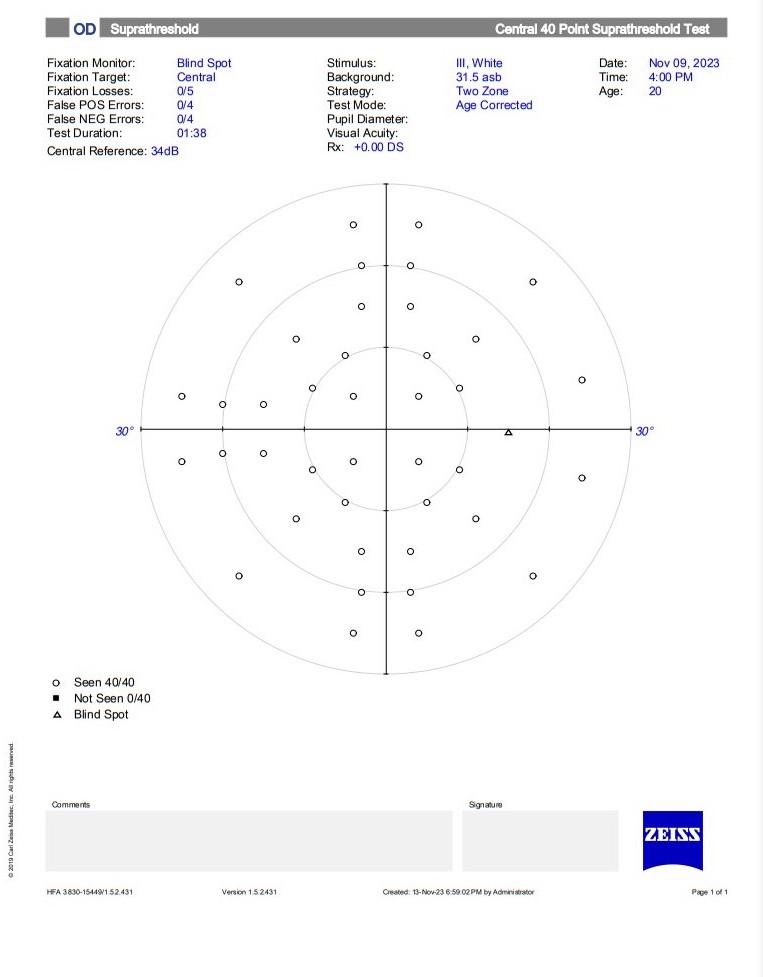 OD Suprathreshold Central 40 Point Suprathreshold Test
Fixation Monitor: Blind Spot Stimulus: III, White Date: Nov 09, 2023
Fixation Target: Central Background: 31.5 asb Time: 4:00 PM
Fixation Losses: 0/5 Strategy: Two Zone Age: 20
False POS Errors: 0/4 Test Mode: Age Corrected
False NEG Errors: 0/4 Pupil Diameter:
Test Duration: 01:38 Visual Acuity:
Central Reference: 34dB Rx: +0.00 DS
30° 30°
Seen 40/40
Not Seen 0/40
Blind Spot
© 2019 Carl Zeiss Meditec, Inc. All rights reserved.
Comments Signature
ZEISS
HFA 3 830-15449/1.5.2.431 Version 1.5.2.431 Created: 13-Nov-23 6:59:02 PM by Administrator Page 1 of 1